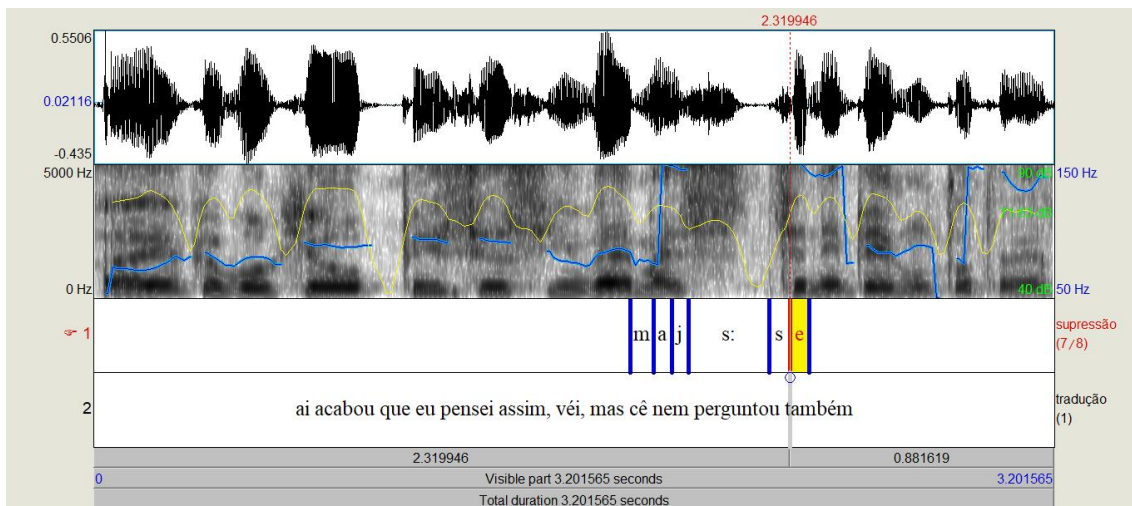 2.319946
0.5506
0.02116
-0.435
5000 Hz
90 dB
150 Hz
0 Hz
40 dB
50 Hz
1
m a j s: s e
supressão
(7/8)
2
ai acabou que eu pensei assim, véi, mas cê nem perguntou também
tradução
(1)
2.319946 0.881619
0 Visible part 3.201565 seconds 3.201565
Total duration 3.201565 seconds